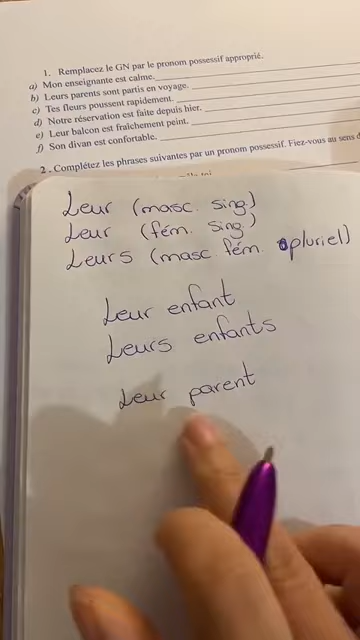 1. Remplacez le GN par le pronom possessif approprié.
a) Mon enseignante est calme.
b) Leurs parents sont partis en voyage.
c) Tes fleurs poussent rapidement.
d) Notre réservation est faite depuis hier.
e) Leur balcon est fraîchement peint.
f) Son divan est confortable.
2. Complétez les phrases suivantes par un pronom possessif. Fiez-vous au sens d
Leur (masc. sing.)
Leur (fém. sing.)
Leurs (masc. fém. pluriel)
Leur enfant
Leurs enfants
Leur parent